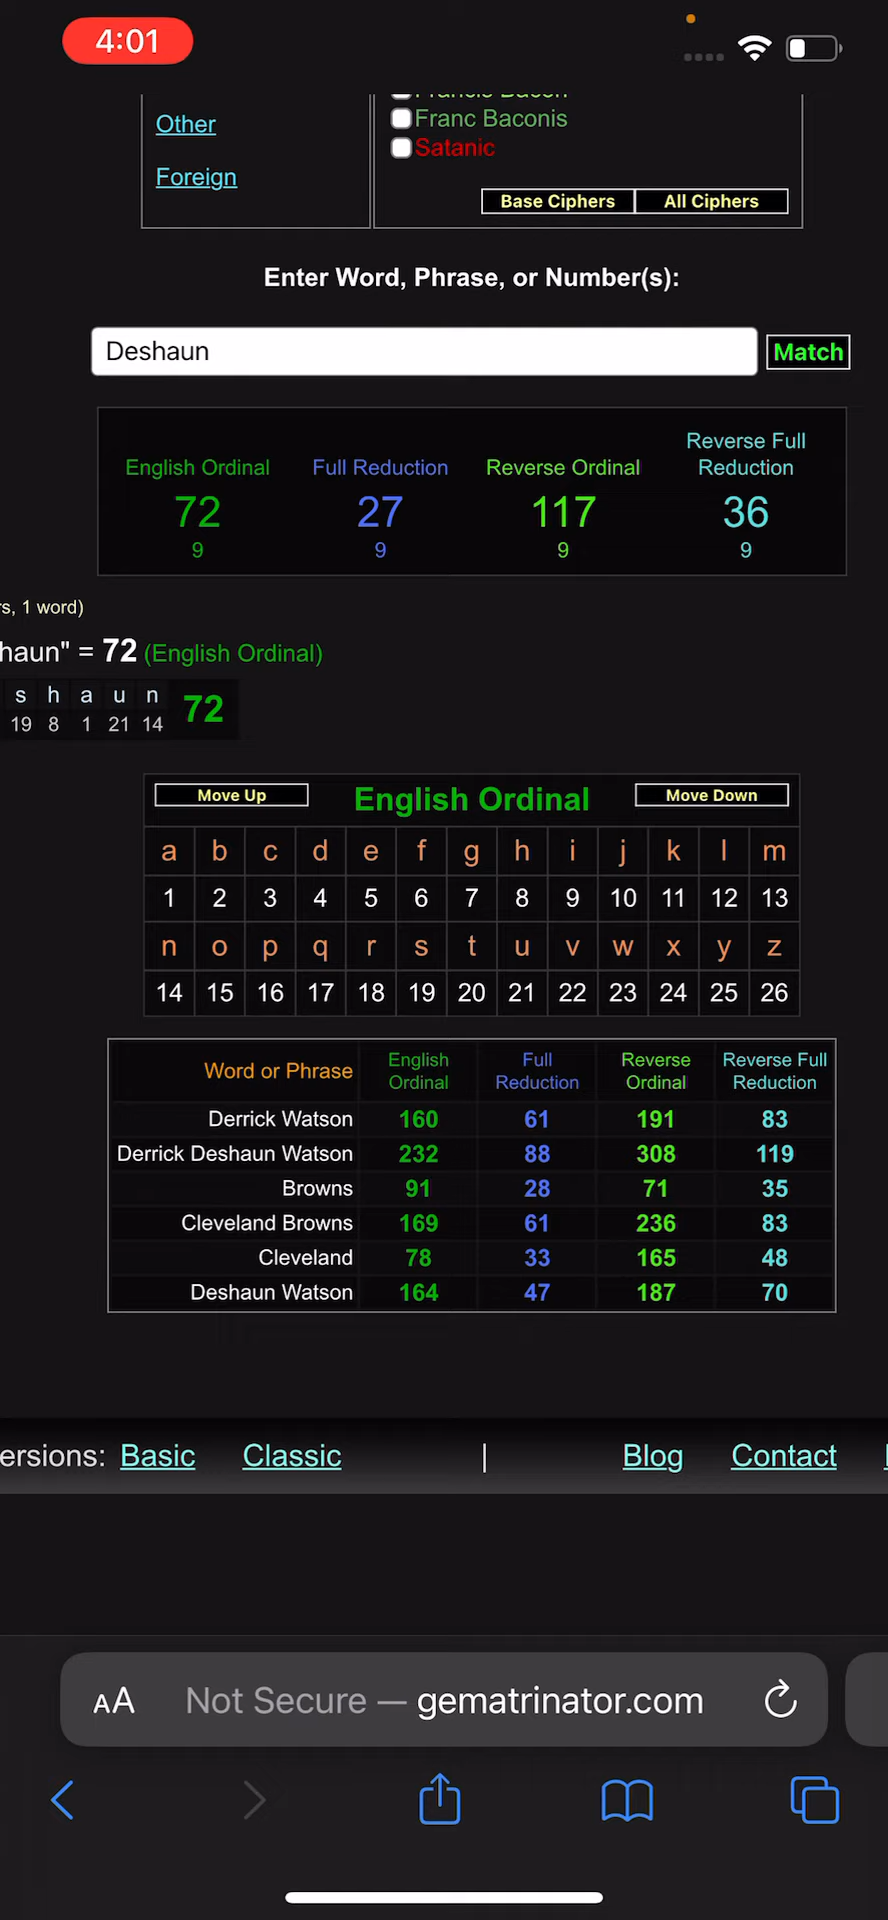 4:01
Other
Francis Bacon
Franc Baconis
Satanic
Foreign
Base Ciphers All Ciphers
Enter Word, Phrase, or Number(s):
Deshaun Match
English Ordinal Full Reduction Reverse Ordinal Reverse Full Reduction
72 27 117 36
9 9 9 9
rs, 1 word)
haun" = 72 (English Ordinal)
s h a u n 72
19 8 1 21 14
Move Up English Ordinal Move Down
a b c d e f g h i j k l m
1 2 3 4 5 6 7 8 9 10 11 12 13
n o p q r s t u v w x y z
14 15 16 17 18 19 20 21 22 23 24 25 26
Word or Phrase English Ordinal Full Reduction Reverse Ordinal Reverse Full Reduction
Derrick Watson 160 61 191 83
Derrick Deshaun Watson 232 88 308 119
Browns 91 28 71 35
Cleveland Browns 169 61 236 83
Cleveland 78 33 165 48
Deshaun Watson 164 47 187 70
ersions: Basic Classic | Blog Contact
AA Not Secure — gematrinator.com